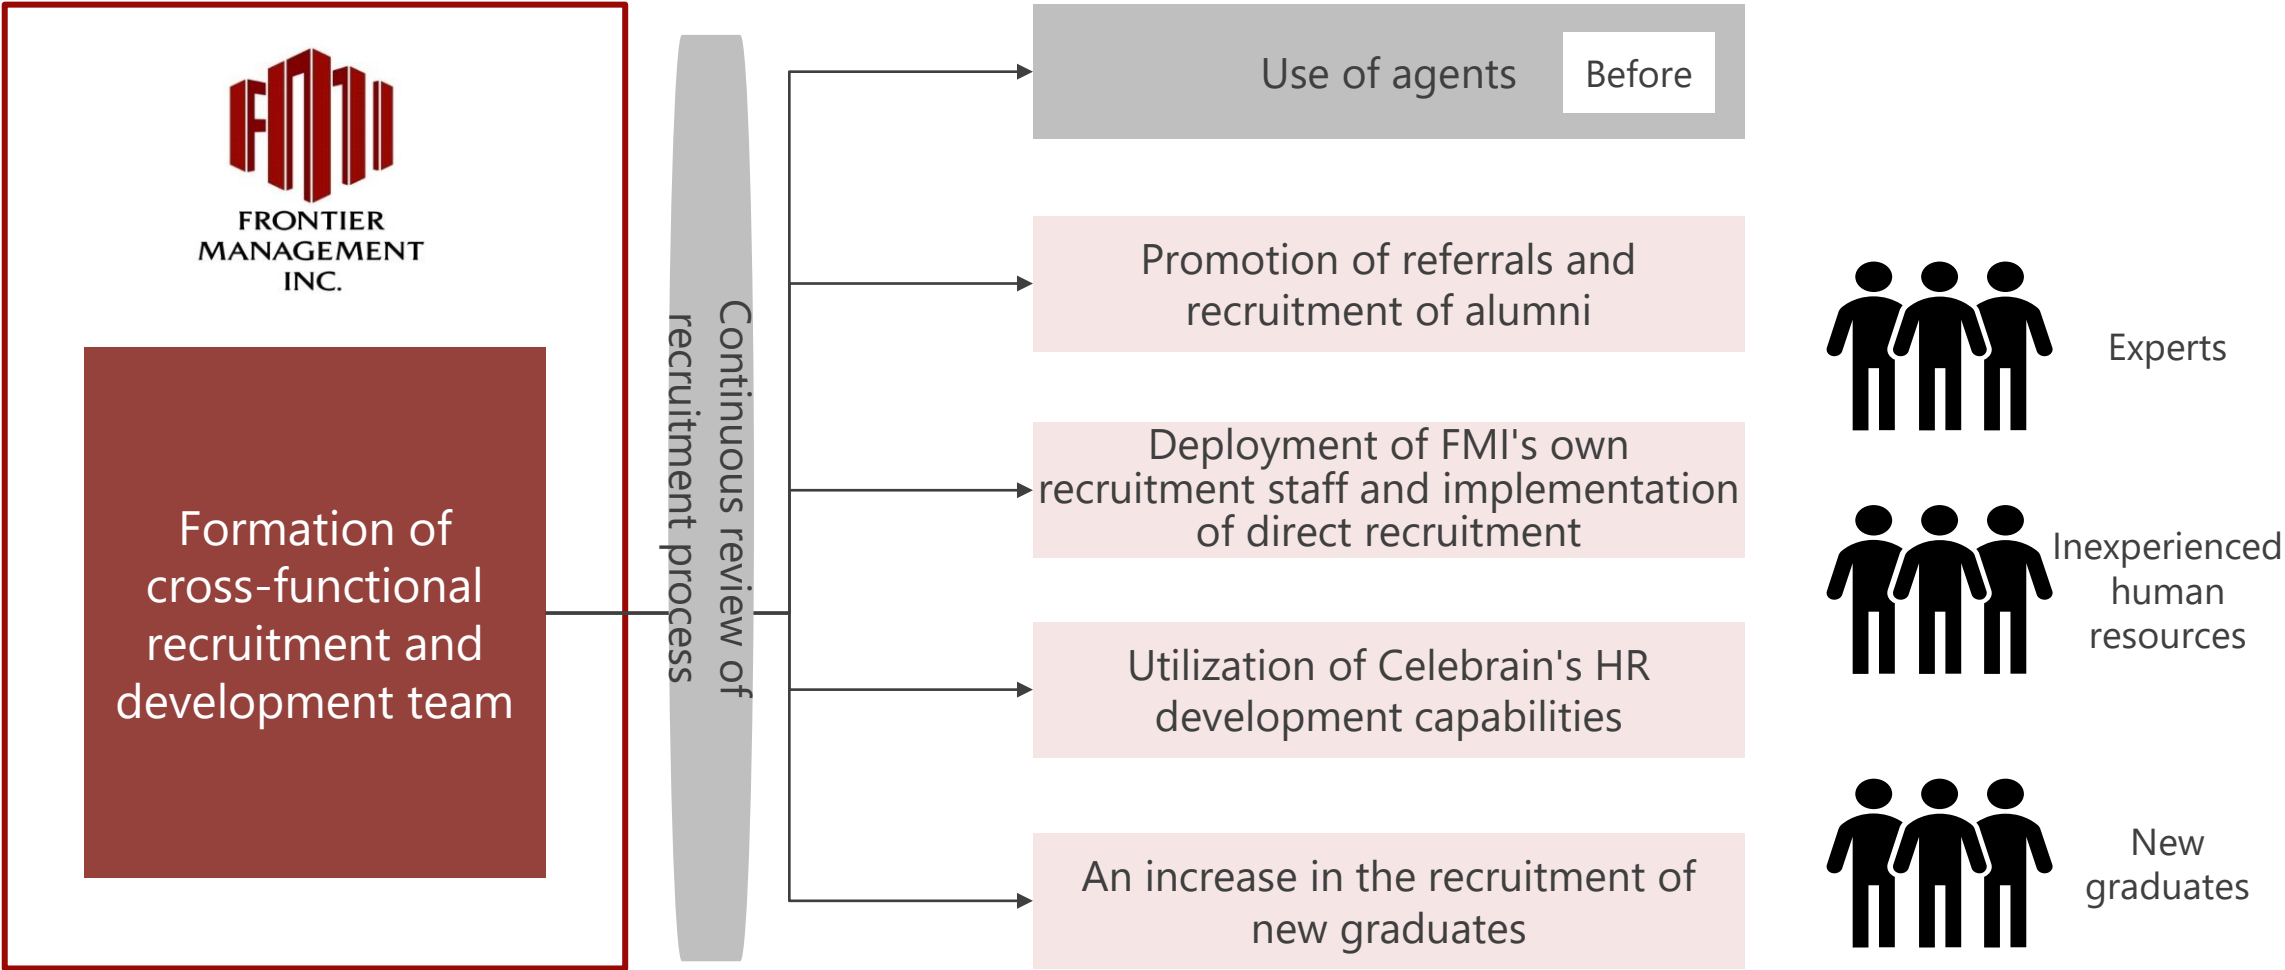 FMI
FRONTIER
MANAGEMENT
INC.
Formation of
cross-functional
recruitment and
development team
Continuous review of
recruitment process
Use of agents
Before
Promotion of referrals and
recruitment of alumni
Deployment of FMI's own
recruitment staff and implementation
of direct recruitment
Utilization of Celebrain's HR
development capabilities
An increase in the recruitment of
new graduates
Experts
Inexperienced
human
resources
New
graduates